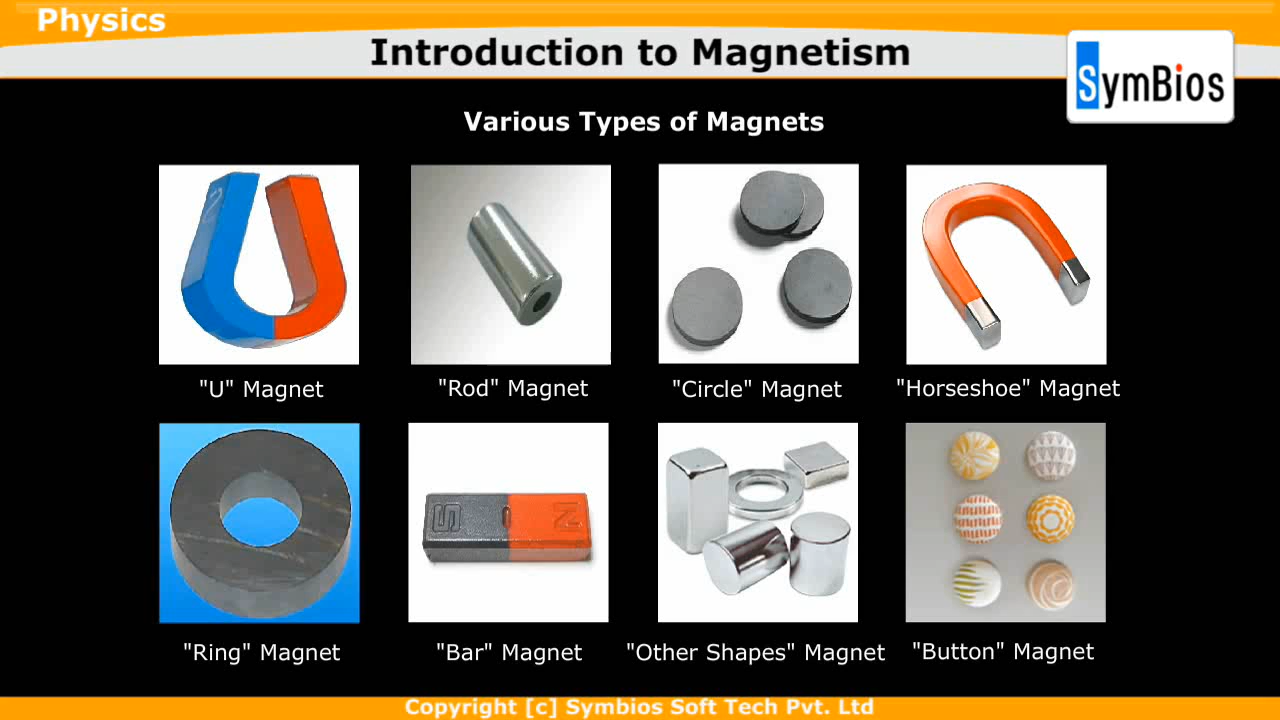 Physics
Introduction to Magnetism
SymBios
Various Types of Magnets
"U" Magnet
"Rod" Magnet
"Circle" Magnet
"Horseshoe" Magnet
S N
"Ring" Magnet
"Bar" Magnet
"Other Shapes" Magnet
"Button" Magnet
Copyright [c] Symbios Soft Tech Pvt. Ltd